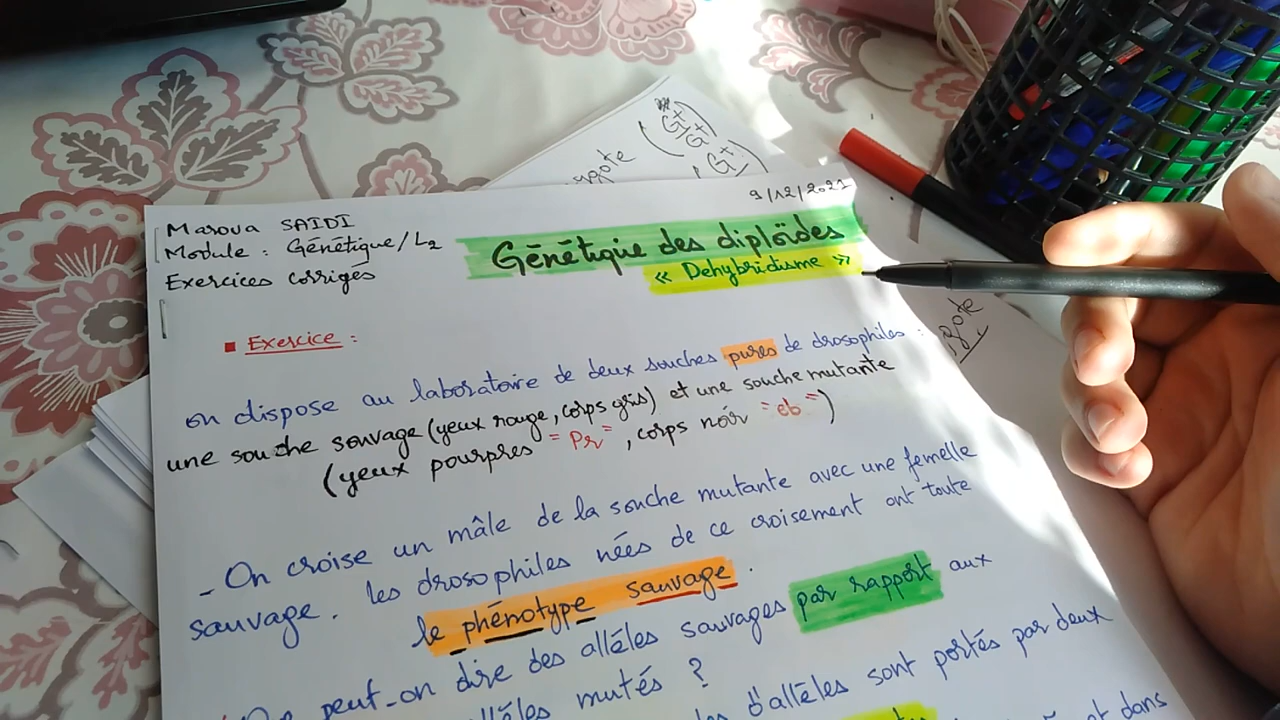 9/12/2021
Marova SAIDI
Module : Génétique/L2
Exercices corrigés
Génétique des diploïdes
« Dehybridisme »
Exercice :
on dispose au laboratoire de deux souches pures de drosophiles :
une souche sauvage (yeux rouge, corps gris) et une souche mutante
(yeux pourpres "Pr", corps noir "eb")
- On croise un mâle de la souche mutante avec une femelle
sauvage. les drosophiles nées de ce croisement ont toute
le phénotype sauvage.
peut-on dire des allèles sauvages par rapport aux
mutés ?
d'allèles sont portés par deux
dans
zygote
G+
G+
G+